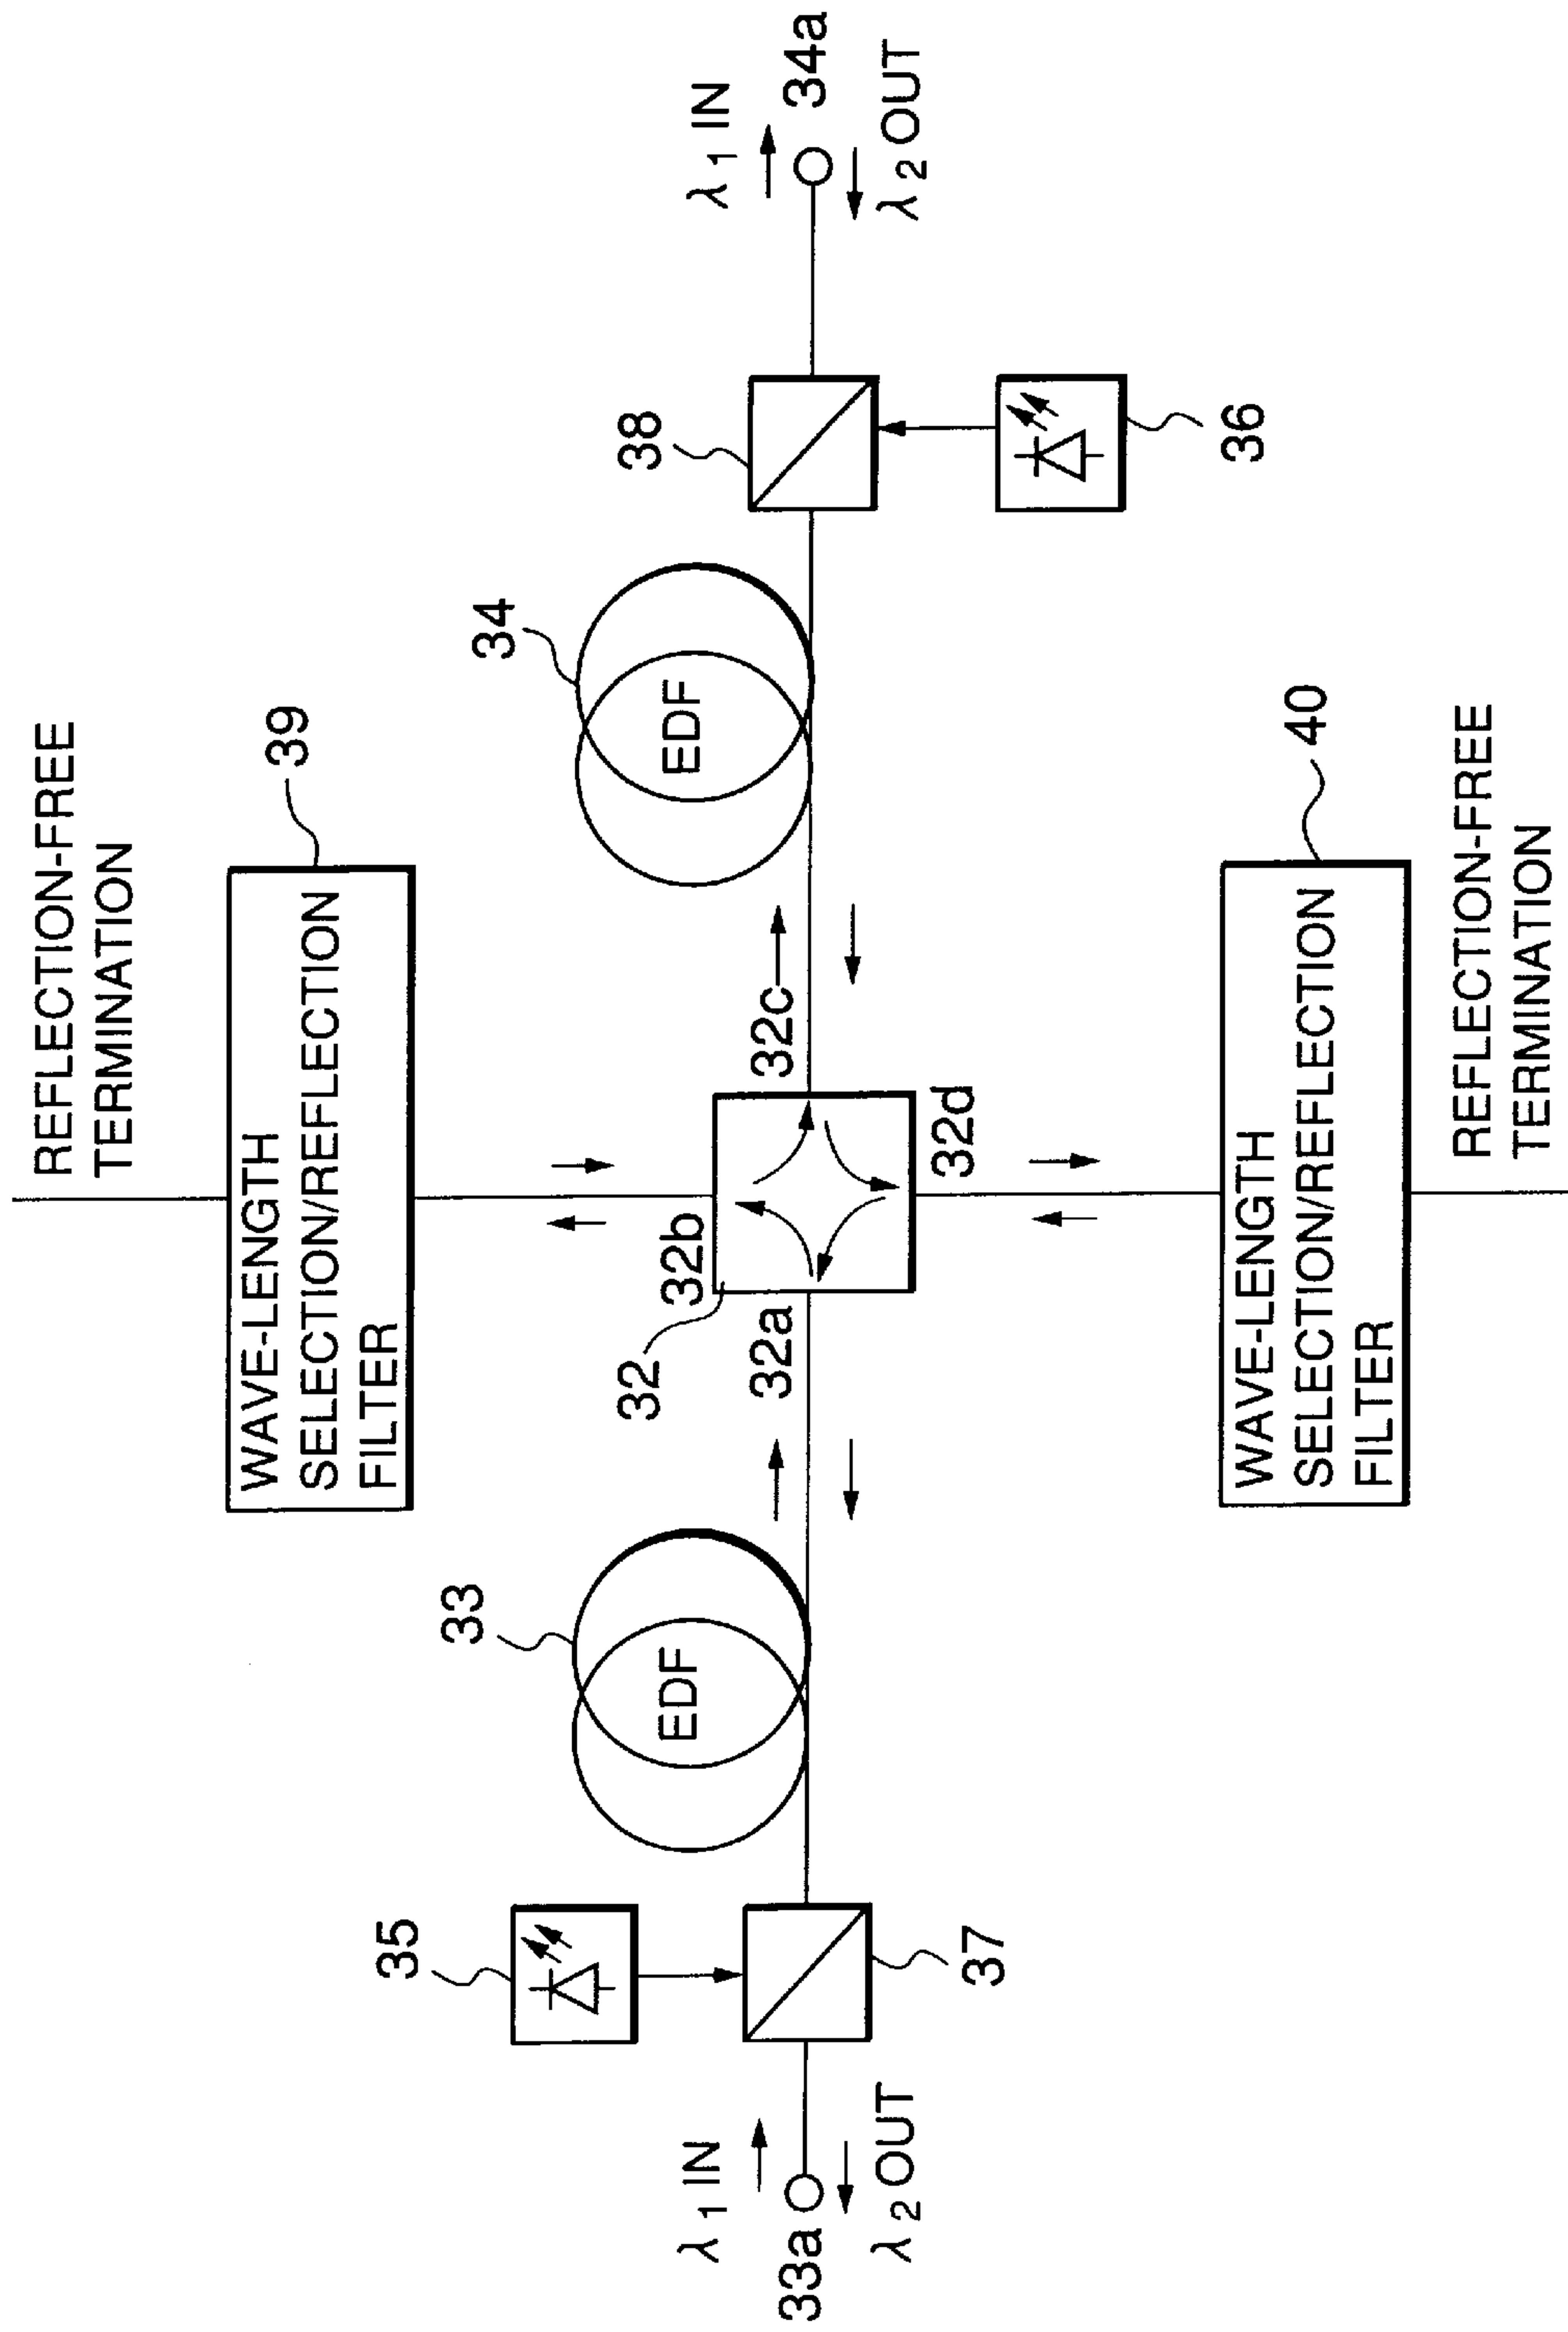 REFLECTION-FREE
TERMINATION
39
WAVE-LENGTH
SELECTION/REFLECTION
FILTER
35
33
EDF
34
EDF
38
32
32b
32a
32c
32d
λ1 IN
33a
λ2 OUT
37
λ1 IN
34a
λ2 OUT
36
40
WAVE-LENGTH
SELECTION/REFLECTION
FILTER
REFLECTION-FREE
TERMINATION